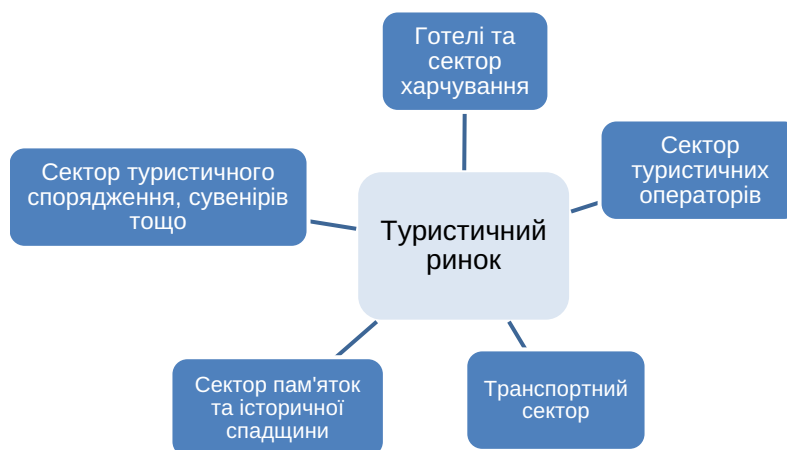 Готелі та
сектор
харчування
Сектор
туристичних
операторів
Сектор туристичного
спорядження, сувенірів
тощо
Туристичний
ринок
Сектор пам'яток
та історичної
спадщини
Транспортний
сектор